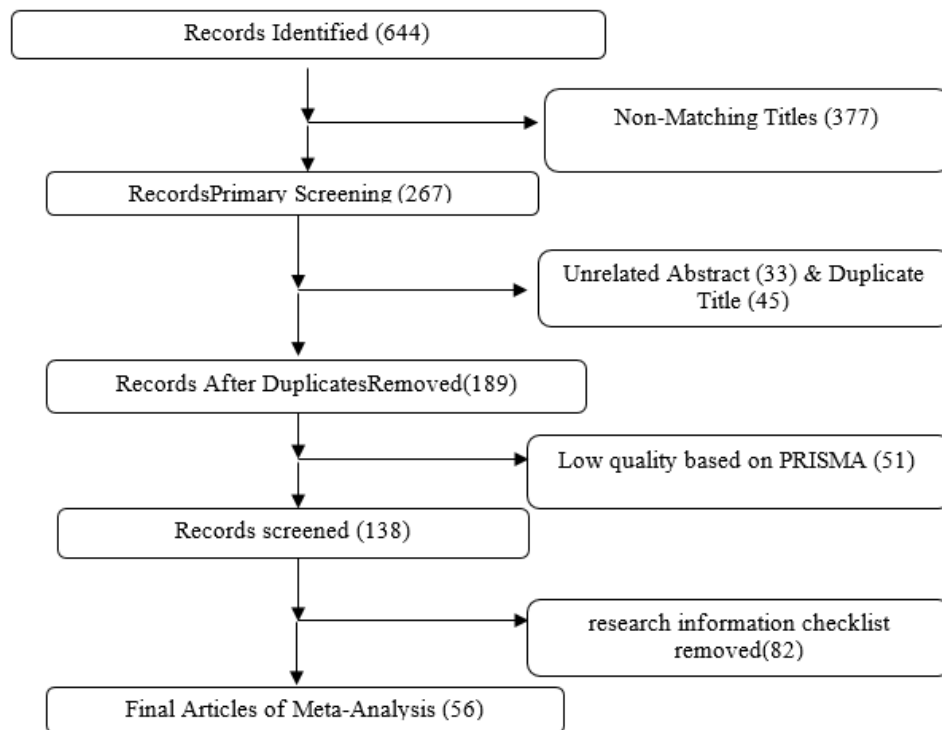 Records Identified (644)
Non-Matching Titles (377)
RecordsPrimary Screening (267)
Unrelated Abstract (33) & Duplicate
Title (45)
Records After DuplicatesRemoved(189)
Low quality based on PRISMA (51)
Records screened (138)
research information checklist
removed(82)
Final Articles of Meta-Analysis (56)